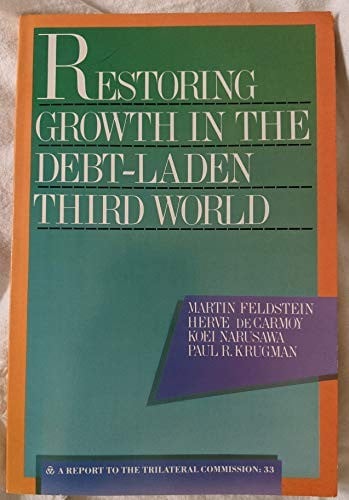 RESTORING
GROWTH IN THE
DEBT-LADEN
THIRD WORLD
MARTIN FELDSTEIN
HERVE DE CARMOY
KOEI NARUSAWA
PAUL R. KRUGMAN
& A REPORT TO THE TRILATERAL COMMISSION: 33